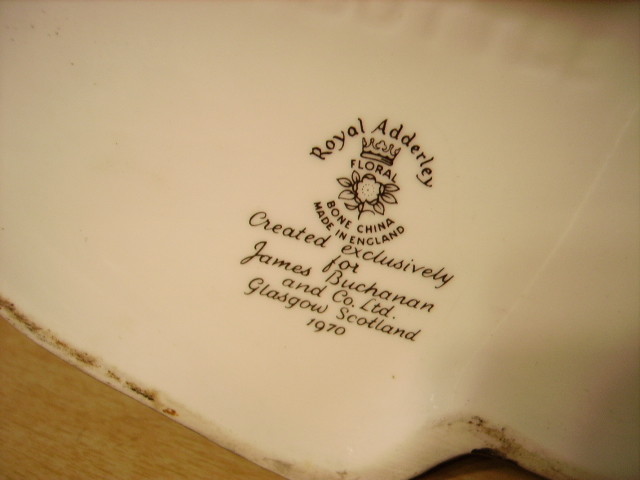 Royal Adderley
FLORAL
BONE CHINA
MADE IN ENGLAND
Created exclusively
for
James Buchanan
and Co. Ltd.
Glasgow Scotland
1970